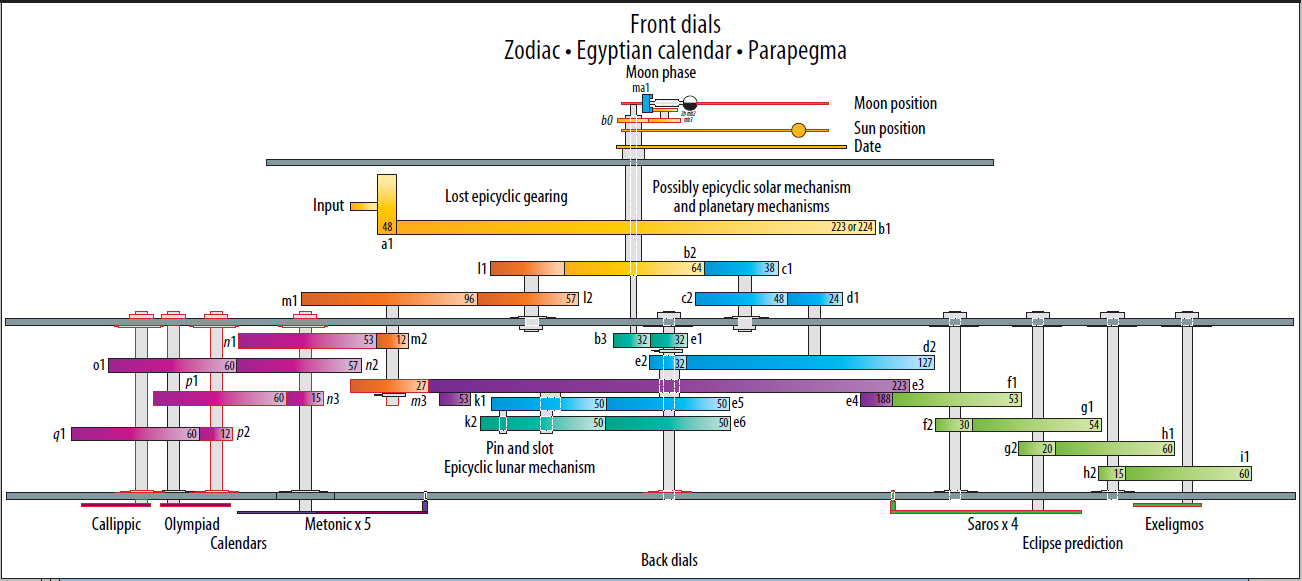 Front dials
Zodiac • Egyptian calendar • Parapegma
Moon phase
ma1
Moon position
b0
mb3
Sun position
Date
Lost epicyclic gearing
Possibly epicyclic solar mechanism
and planetary mechanisms
Input
48
223 or 224
b1
a1
b2
l1
64
38
c1
m1
96
57
l2
c2
48
24
d1
n1
53
12
m2
b3
32
32
e1
d2
o1
60
57
n2
e2
32
127
p1
27
223
e3
f1
60
15
n3
m3
53
k1
50
50
e5
e4
188
53
g1
q1
60
12
p2
k2
50
50
e6
f2
30
54
h1
Pin and slot
Epicyclic lunar mechanism
g2
20
60
i1
h2
15
60
Callippic
Olympiad
Metonic x 5
Saros x 4
Exeligmos
Calendars
Eclipse prediction
Back dials